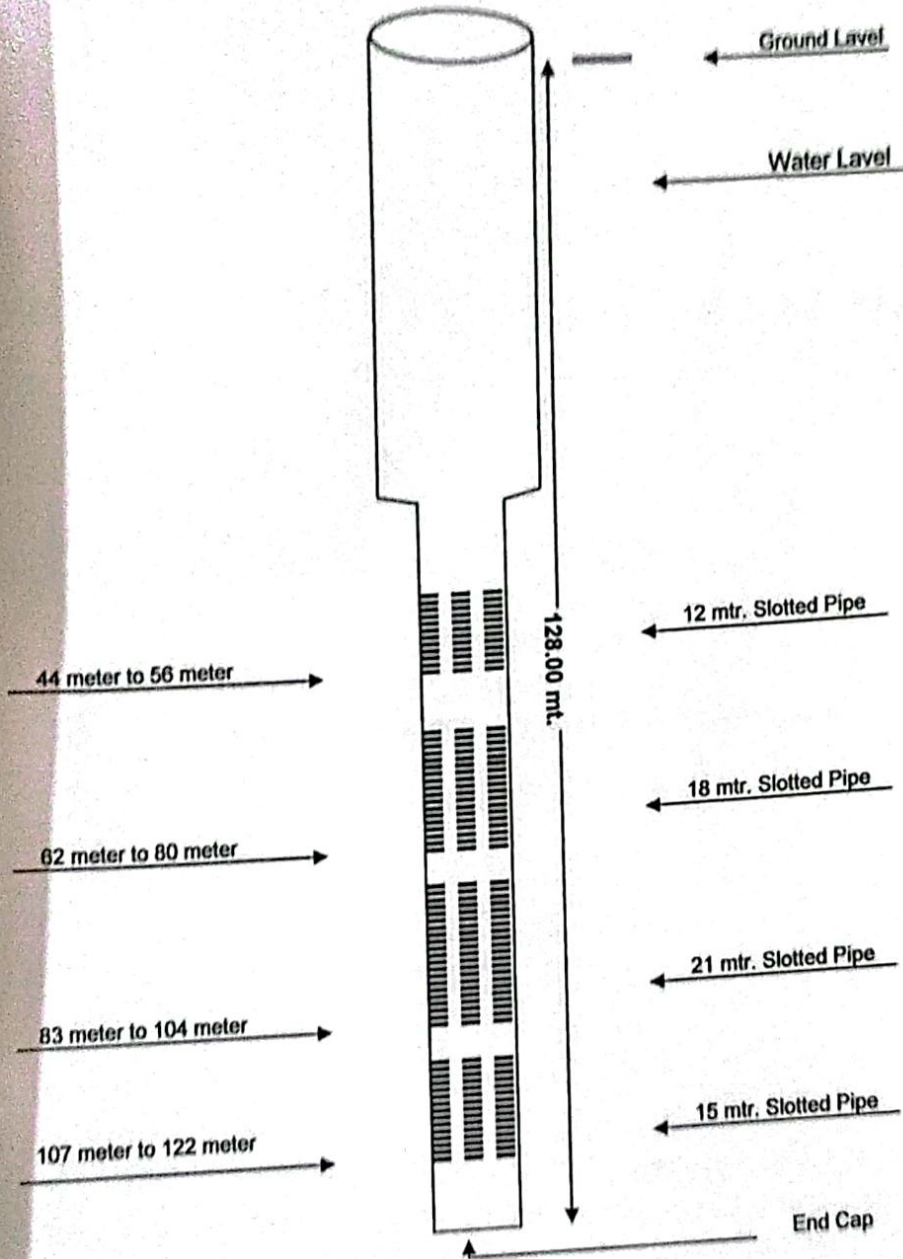 Ground Lavel
Water Lavel
12 mtr. Slotted Pipe
128.00 mt.
44 meter to 56 meter
18 mtr. Slotted Pipe
62 meter to 80 meter
21 mtr. Slotted Pipe
83 meter to 104 meter
15 mtr. Slotted Pipe
107 meter to 122 meter
End Cap